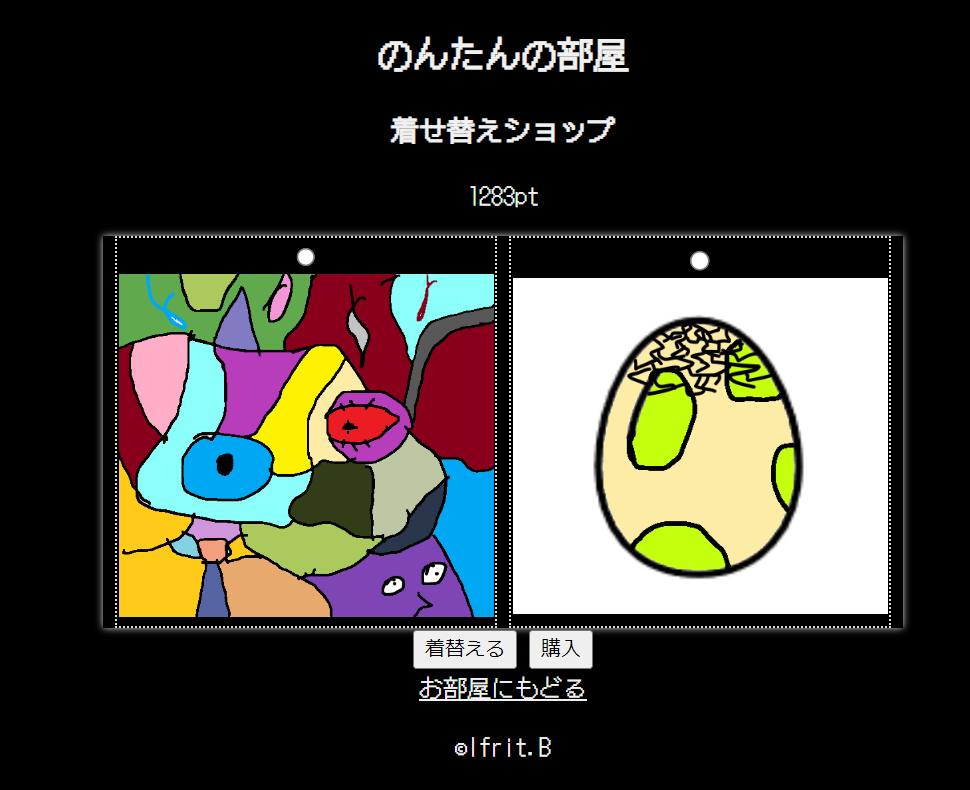 のんたんの部屋
着せ替えショップ
1283pt
着替える 購入
お部屋にもどる
©Ifrit.B